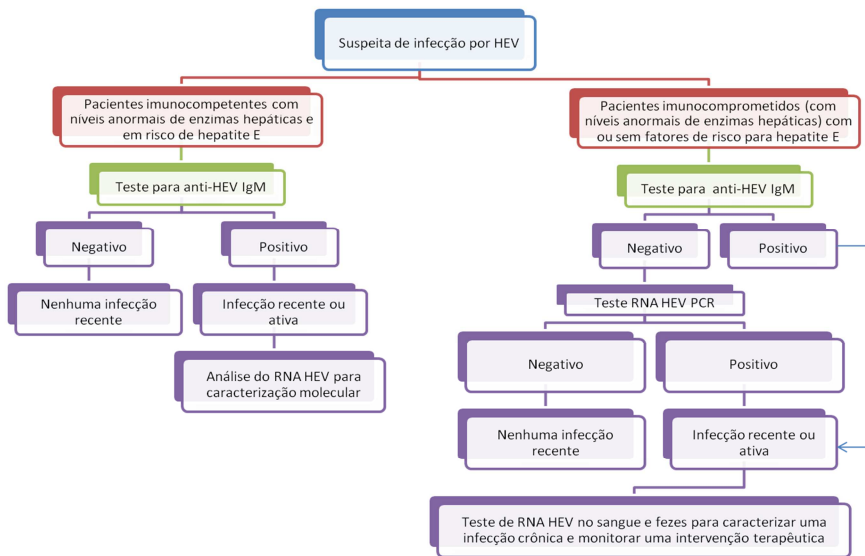 Suspeita de infecção por HEV
Pacientes imunocompetentes com
níveis anormais de enzimas hepáticas e
em risco de hepatite E
Pacientes imunocomprometidos (com
níveis anormais de enzimas hepáticas) com
ou sem fatores de risco para hepatite E
Teste para anti-HEV IgM
Teste para anti-HEV IgM
Negativo
Positivo
Negativo
Positivo
Nenhuma infecção
recente
Infecção recente ou
ativa
Teste RNA HEV PCR
Análise do RNA HEV para
caracterização molecular
Negativo
Positivo
Nenhuma infecção
recente
Infecção recente ou
ativa
Teste de RNA HEV no sangue e fezes para caracterizar uma
infecção crônica e monitorar uma intervenção terapêutica